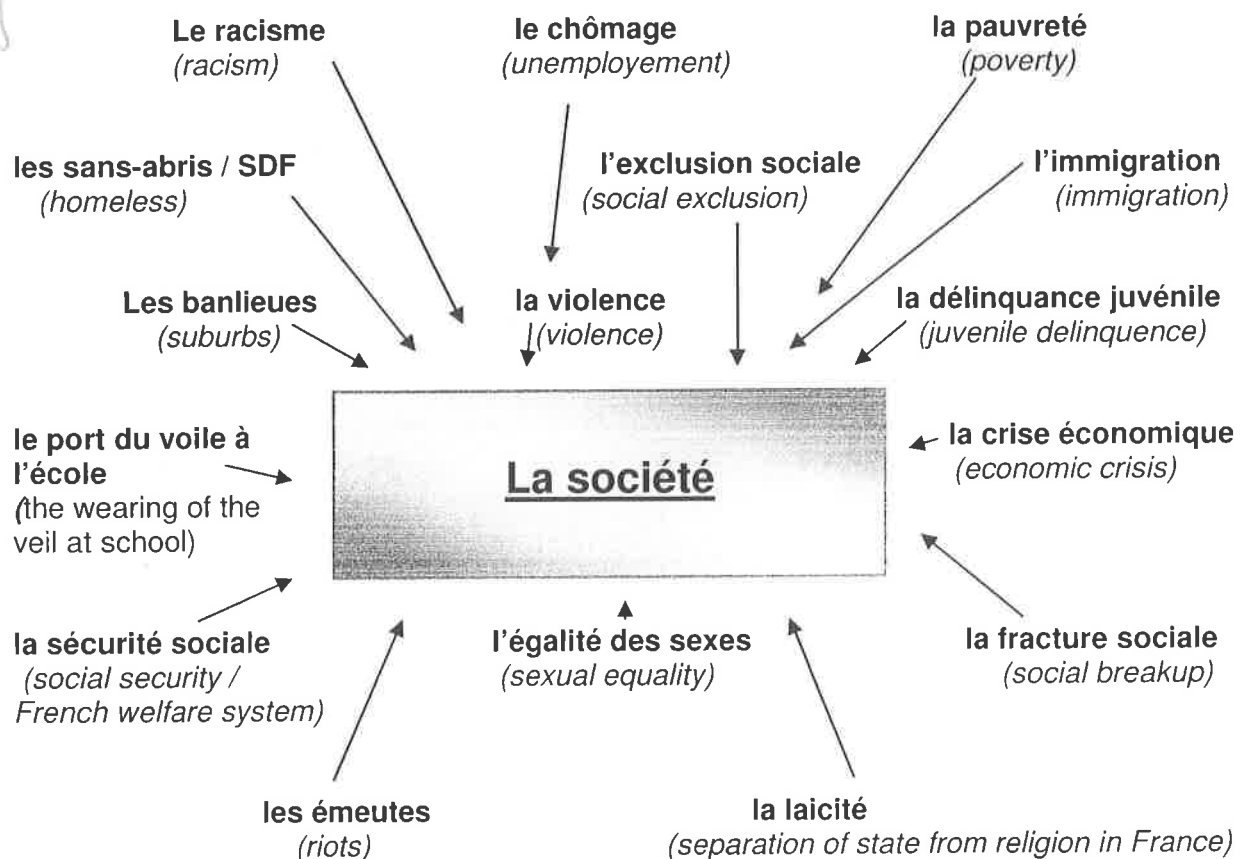 Le racisme
(racism)
le chômage
(unemployement)
la pauvreté
(poverty)
les sans-abris / SDF
(homeless)
l'exclusion sociale
(social exclusion)
l'immigration
(immigration)
Les banlieues
(suburbs)
la violence
(violence)
la délinquance juvénile
(juvenile delinquence)
le port du voile à
l'école
(the wearing of the
veil at school)
La société
la crise économique
(economic crisis)
la sécurité sociale
(social security /
French welfare system)
l'égalité des sexes
(sexual equality)
la fracture sociale
(social breakup)
les émeutes
(riots)
la laicité
(separation of state from religion in France)